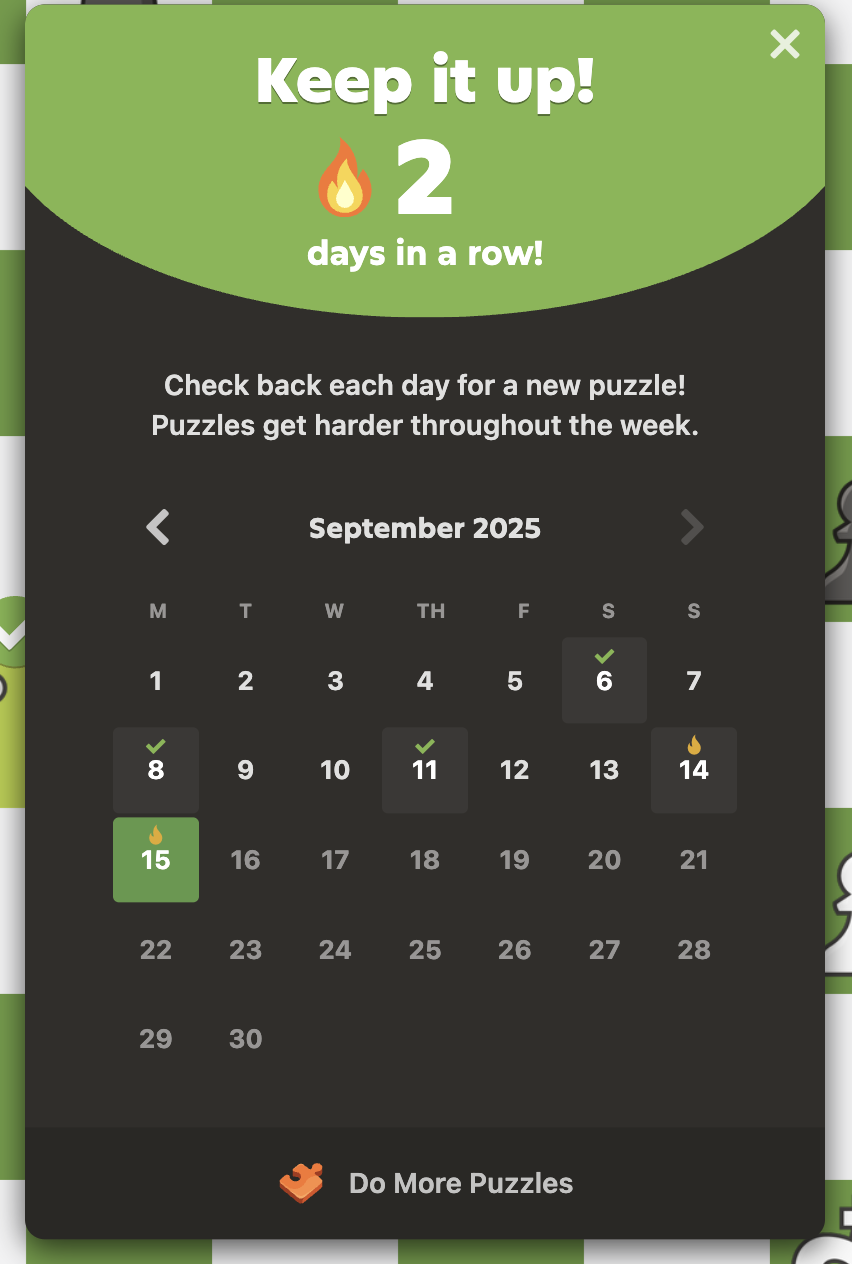 Keep it up!
2
days in a row!
Check back each day for a new puzzle!
Puzzles get harder throughout the week.
September 2025
M T W TH F S S
1 2 3 4 5 6 7
8 9 10 11 12 13 14
15 16 17 18 19 20 21
22 23 24 25 26 27 28
29 30
Do More Puzzles